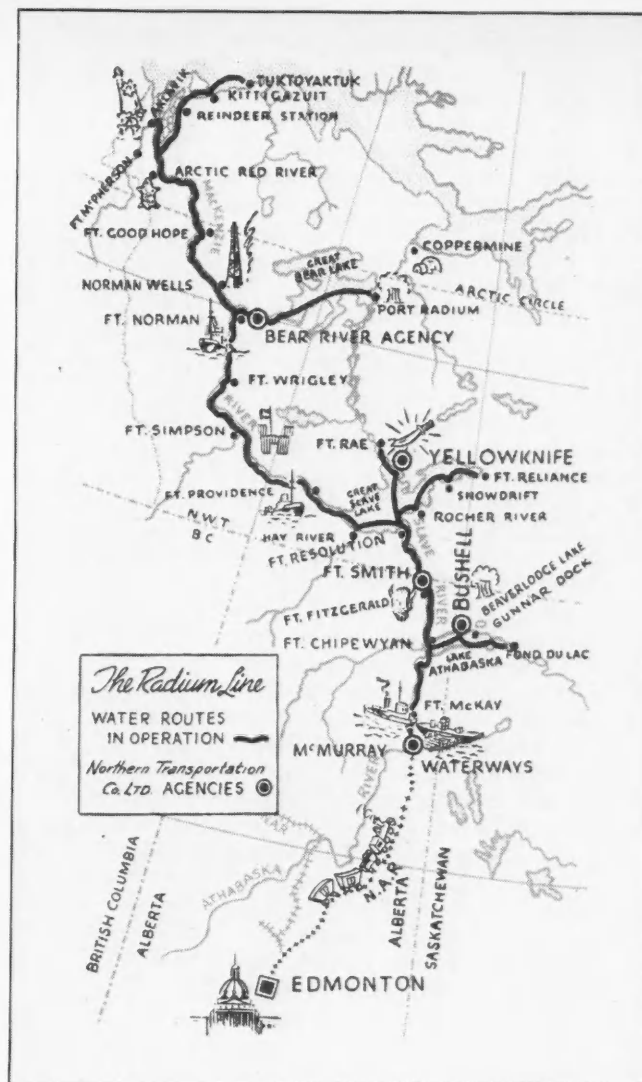 TUKTOYAKTUK
KITTIGAZUIT
REINDEER STATION
AKLAVIK
FT. McPHERSON
ARCTIC RED RIVER
MACKENZIE
FT. GOOD HOPE
COPPERMINE
GREAT
BEAR LAKE
ARCTIC CIRCLE
NORMAN WELLS
PORT RADIUM
FT. NORMAN
BEAR RIVER AGENCY
FT. WRIGLEY
RIVER
FT. SIMPSON
FT. RAE
YELLOWKNIFE
FT. RELIANCE
SNOWDRIFT
FT. PROVIDENCE
GREAT
SLAVE
LAKE
ROCHER RIVER
N.W.T.
B C
HAY RIVER
FT. RESOLUTION
SLAVE
RIVER
FT. SMITH
BUSHELL
BEAVERLODGE LAKE
GUNNAR DOCK
FT. FITZGERALD
FT. CHIPEWYAN
LAKE
ATHABASKA
FOND DU LAC
FT. McKAY
McMURRAY
WATERWAYS
The Radium Line
WATER ROUTES
IN OPERATION
Northern Transportation
Co. LTD. AGENCIES
RIVER
ATHABASKA
N.A.R.
BRITISH COLUMBIA
ALBERTA
ALBERTA
SASKATCHEWAN
EDMONTON